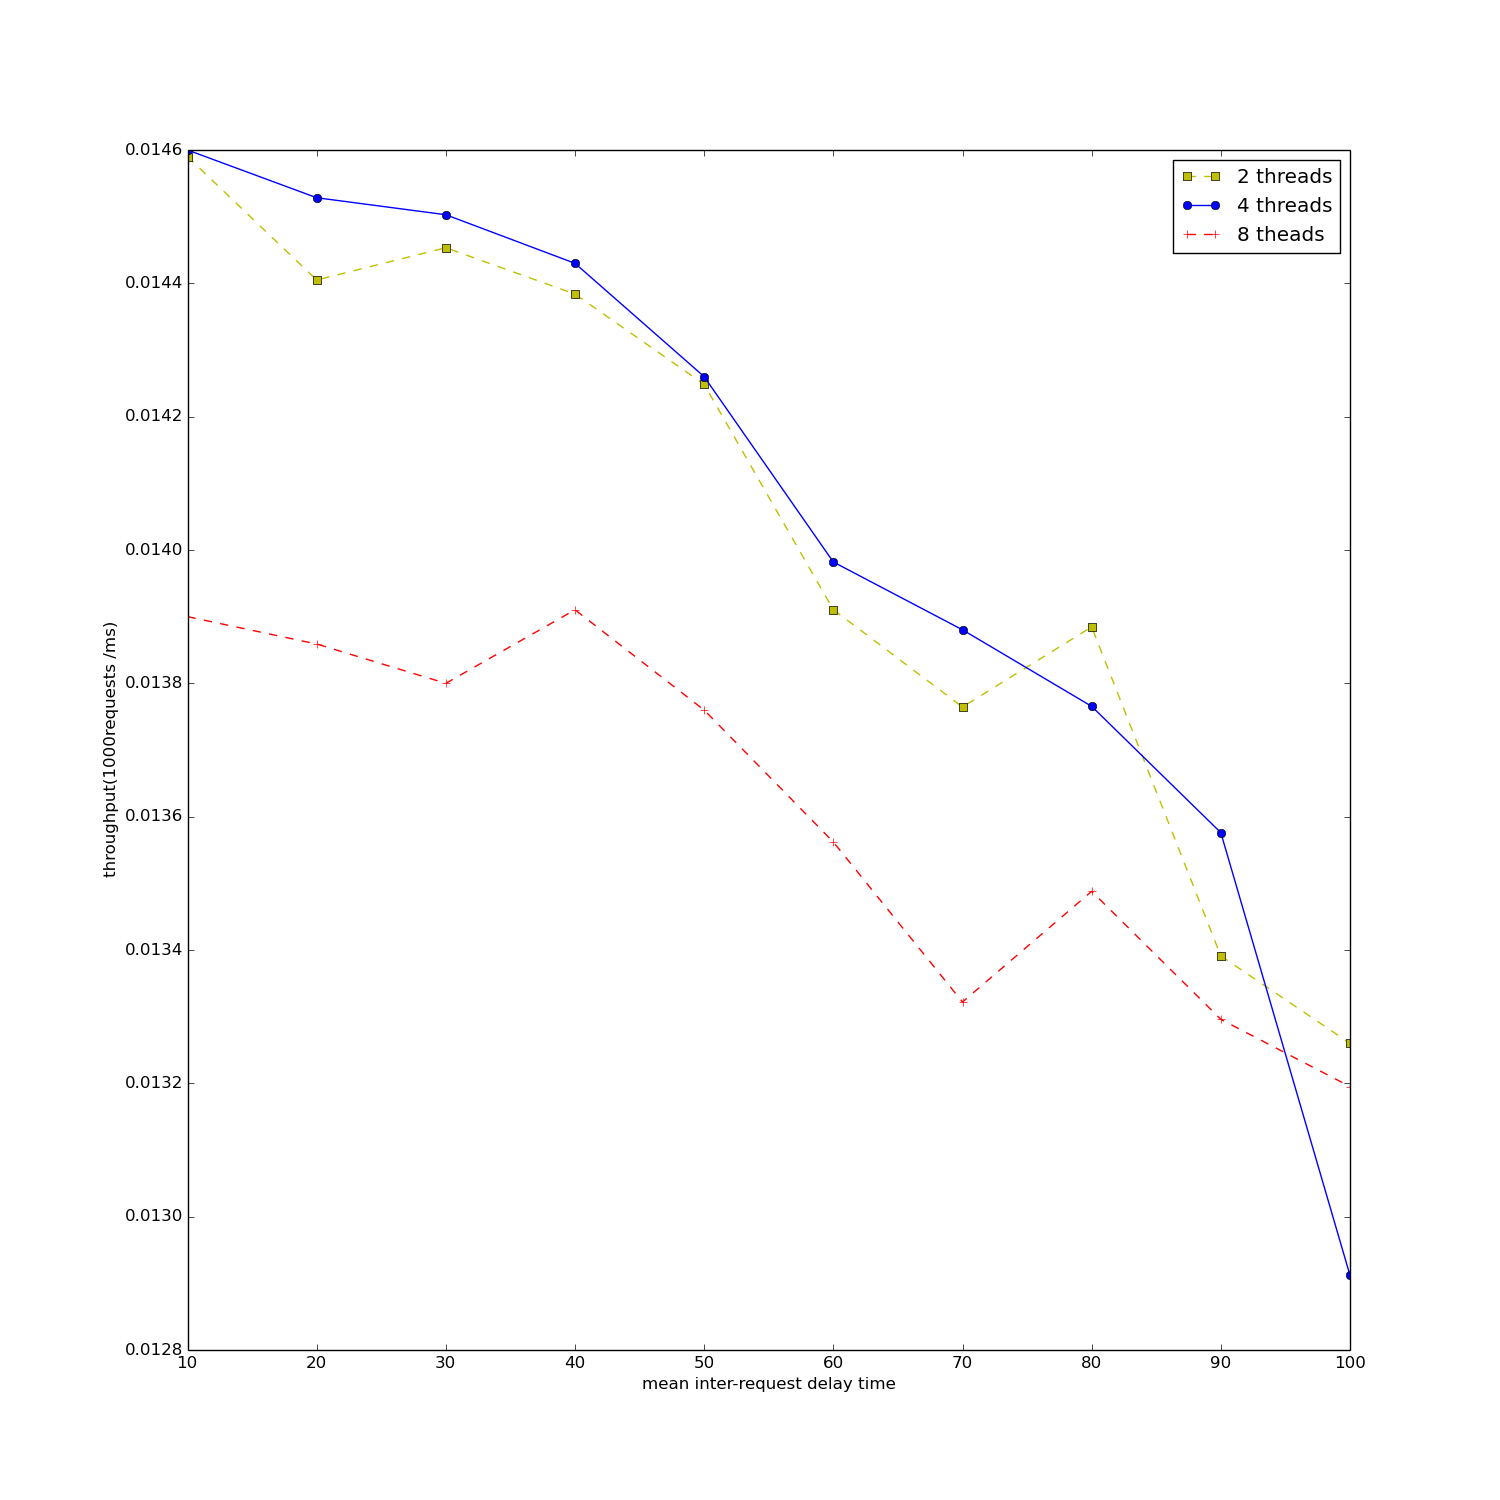 0.0146
0.0144
0.0142
0.0140
0.0138
0.0136
0.0134
0.0132
0.0130
0.0128
throughput(1000requests /ms)
2 threads
4 threads
8 theads
10 20 30 40 50 60 70 80 90 100
mean inter-request delay time